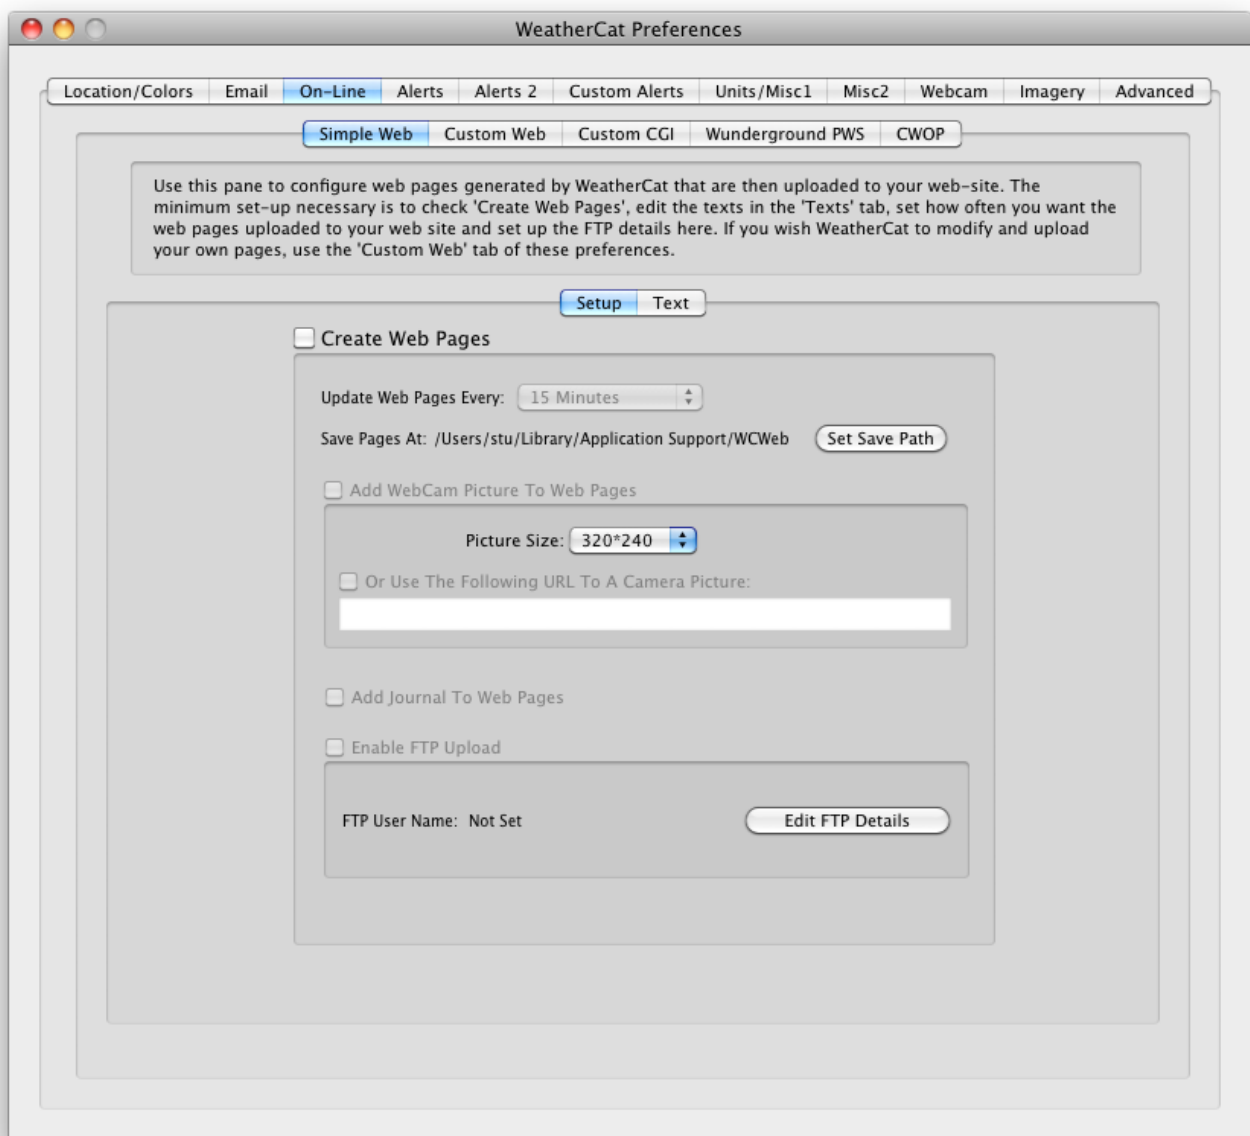 WeatherCat Preferences
Location/Colors Email On-Line Alerts Alerts 2 Custom Alerts Units/Misc1 Misc2 Webcam Imagery Advanced
Simple Web Custom Web Custom CGI Wunderground PWS CWOP
Use this pane to configure web pages generated by WeatherCat that are then uploaded to your web-site. The
minimum set-up necessary is to check 'Create Web Pages', edit the texts in the 'Texts' tab, set how often you want the
web pages uploaded to your web site and set up the FTP details here. If you wish WeatherCat to modify and upload
your own pages, use the 'Custom Web' tab of these preferences.
Setup Text
Create Web Pages
Update Web Pages Every: 15 Minutes
Save Pages At: /Users/stu/Library/Application Support/WCWeb Set Save Path
Add WebCam Picture To Web Pages
Picture Size: 320*240
Or Use The Following URL To A Camera Picture:
Add Journal To Web Pages
Enable FTP Upload
FTP User Name: Not Set Edit FTP Details